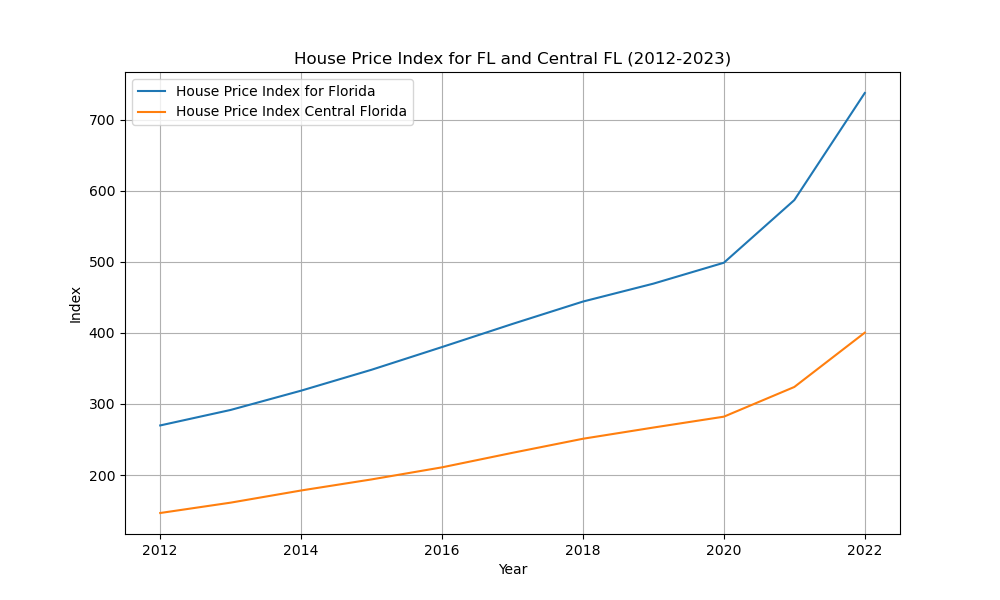 House Price Index for FL and Central FL (2012-2023)
House Price Index for Florida
House Price Index Central Florida
700
600
500
400
300
200
Index
2012 2014 2016 2018 2020 2022
Year